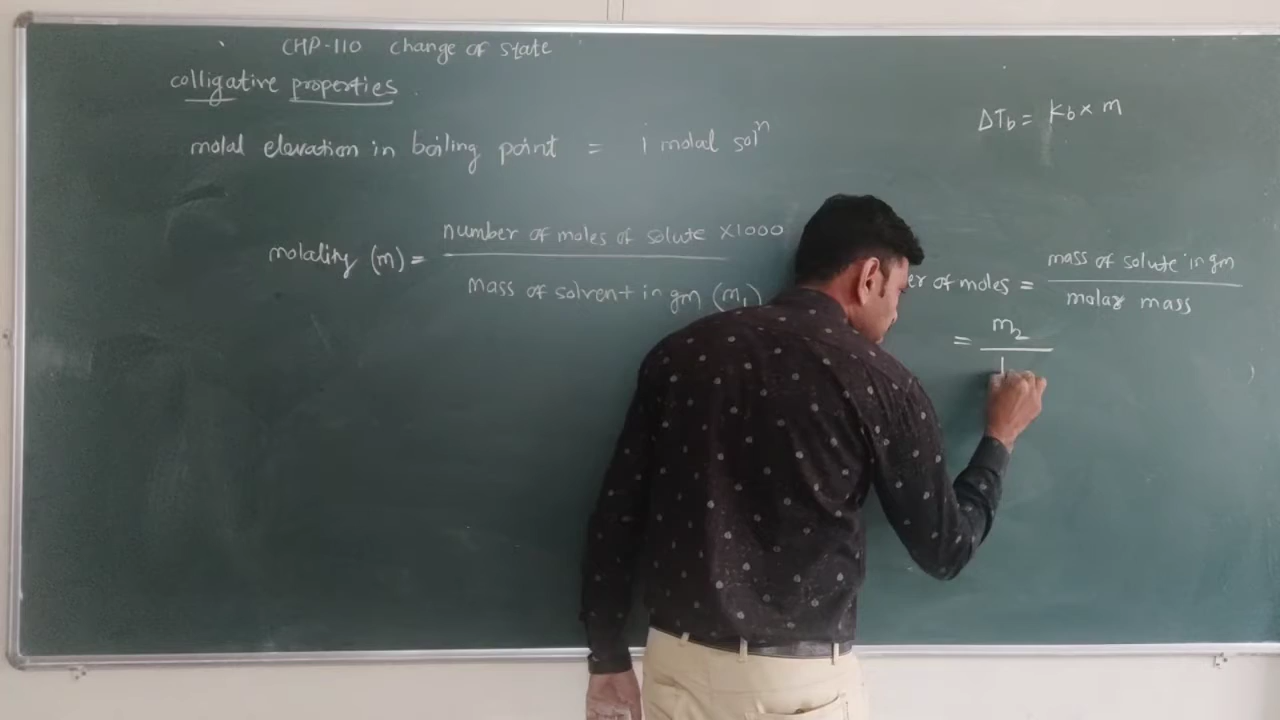 CHP-110 Change of state
colligative properties
ΔTb = Kb × m
molal elevation in boiling point = 1 molal solⁿ
molality (m) = number of moles of solute ×1000
mass of solvent in gm (m₁)
er of moles = mass of solute in gm
molar mass
= m₂